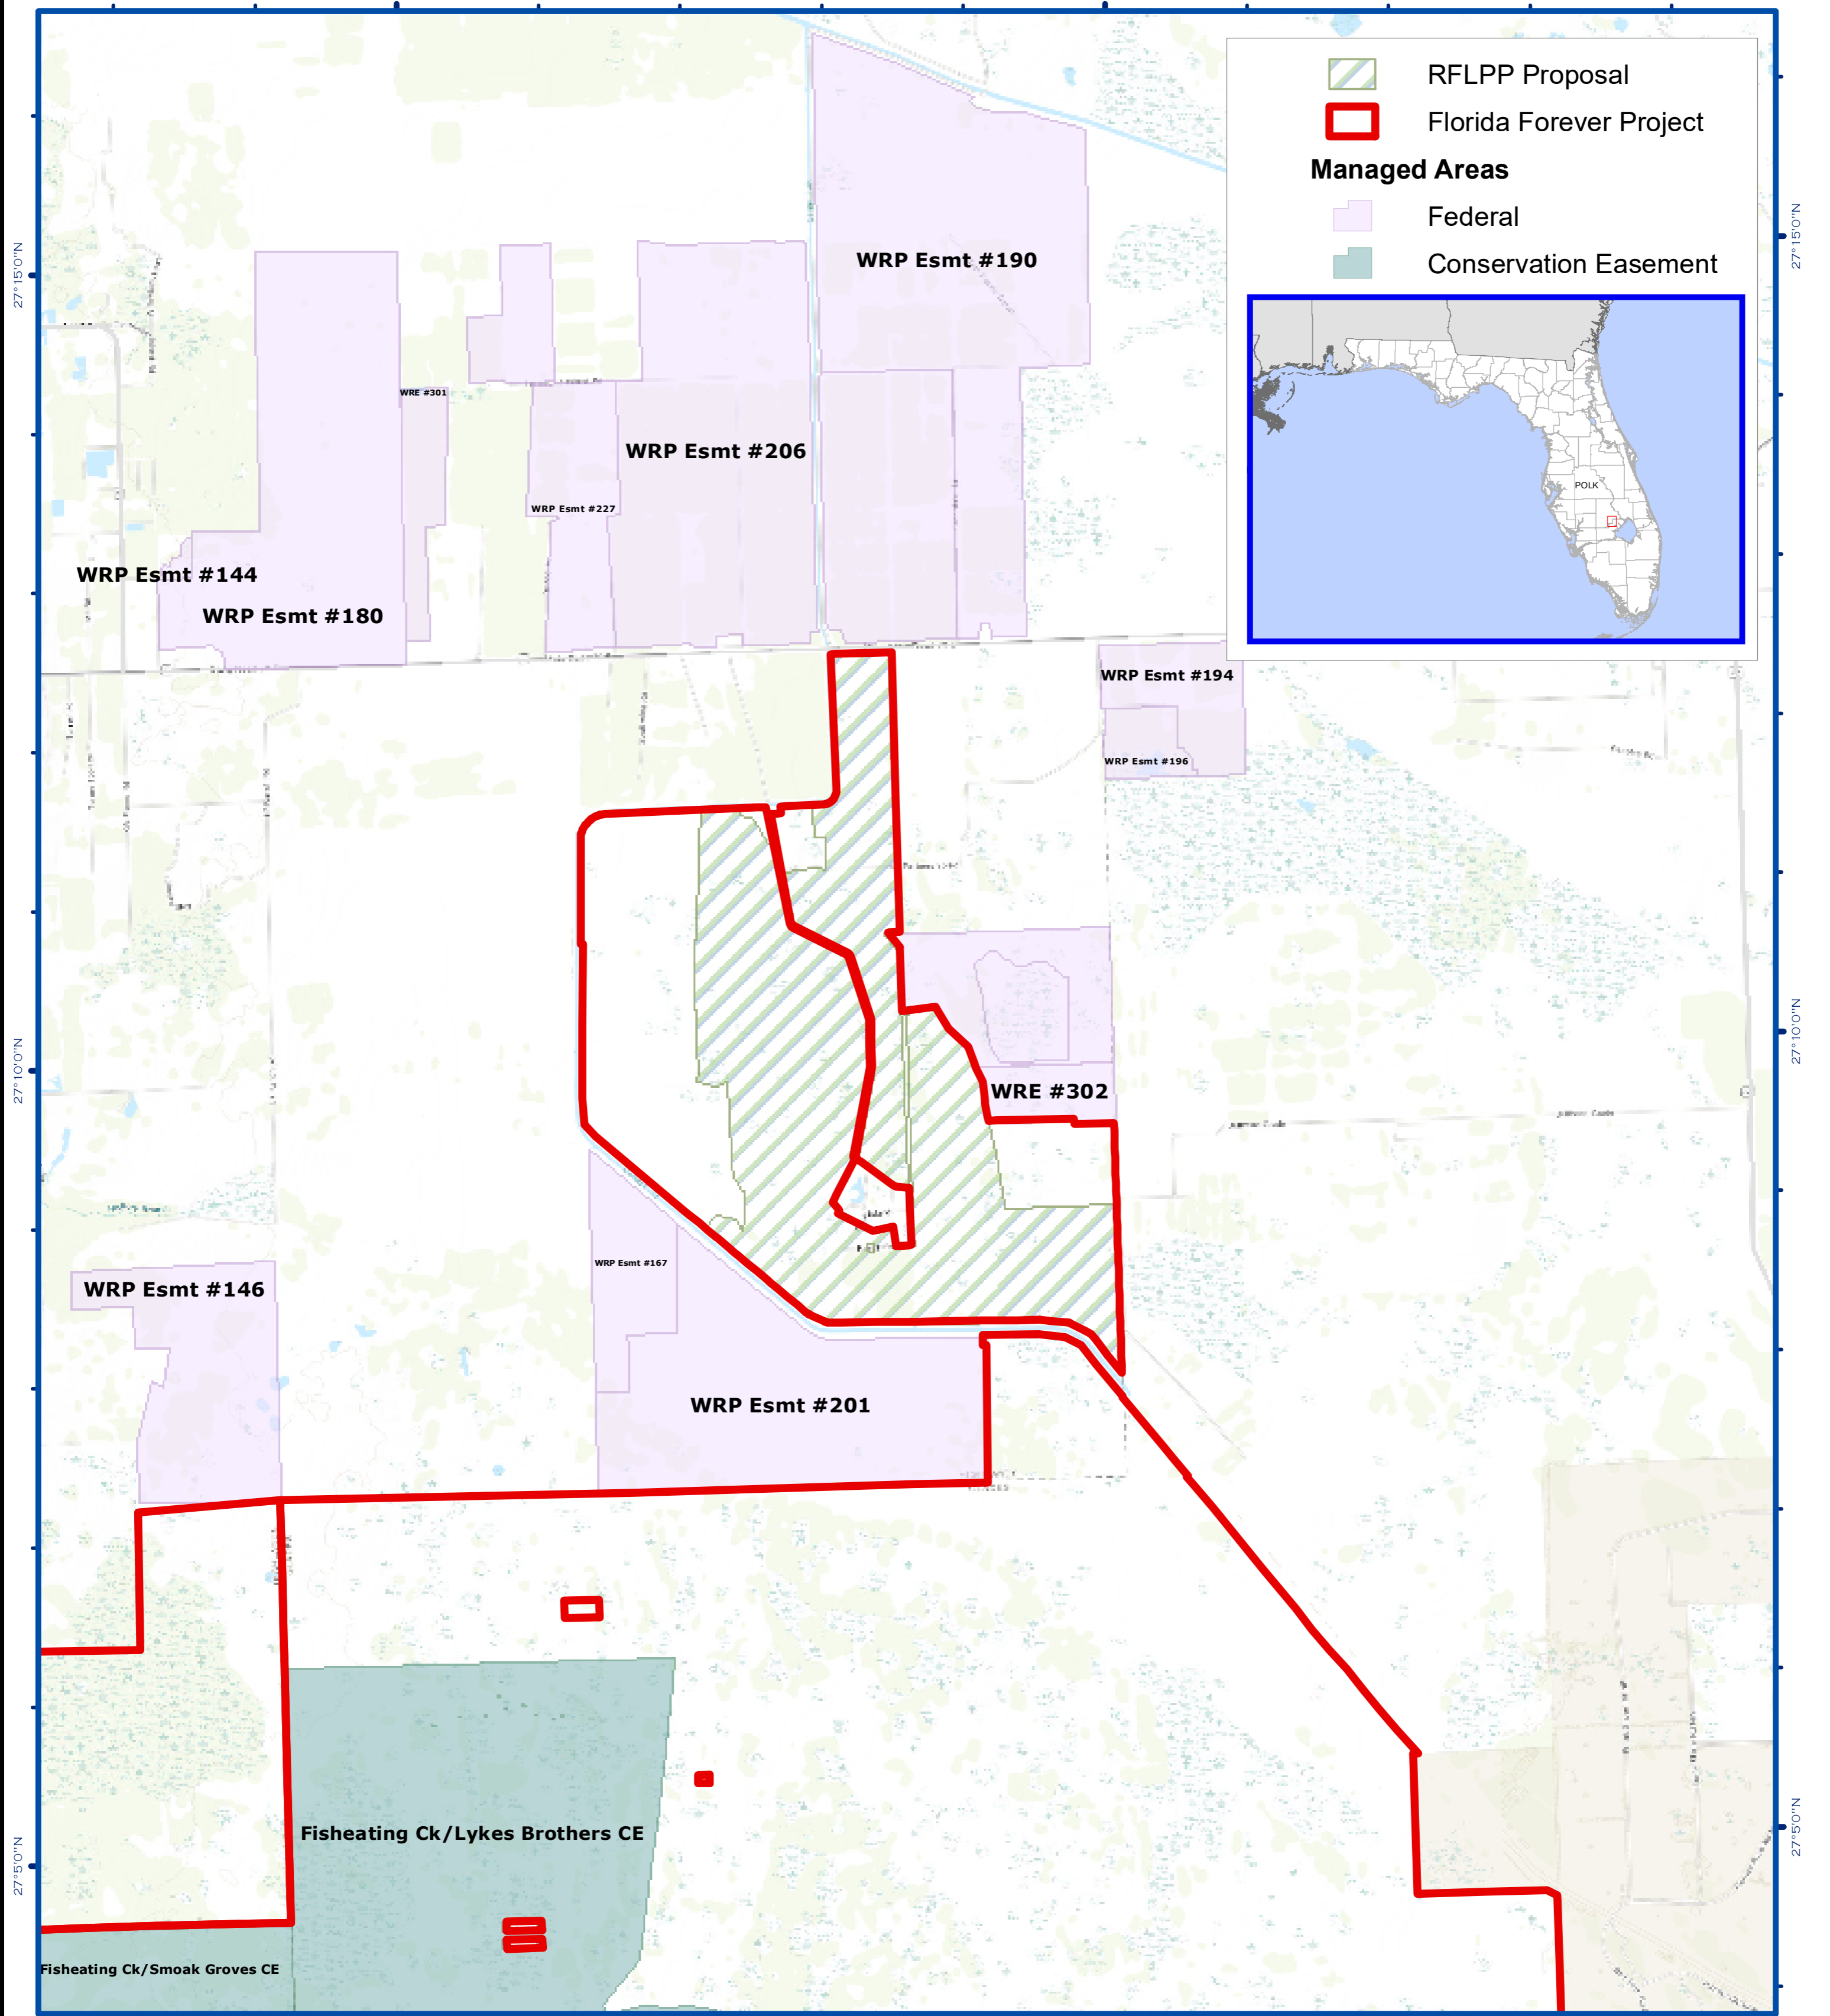 RFLPP Proposal
Florida Forever Project
Managed Areas
Federal
Conservation Easement
POLK
27°15'0"N
27°15'0"N
WRP Esmt #190
WRE #301
WRP Esmt #206
WRP Esmt #227
WRP Esmt #144
WRP Esmt #180
WRP Esmt #194
WRP Esmt #196
27°10'0"N
27°10'0"N
WRE #302
WRP Esmt #167
WRP Esmt #146
WRP Esmt #201
27°5'0"N
27°5'0"N
Fisheating Ck/Lykes Brothers CE
Fisheating Ck/Smoak Groves CE